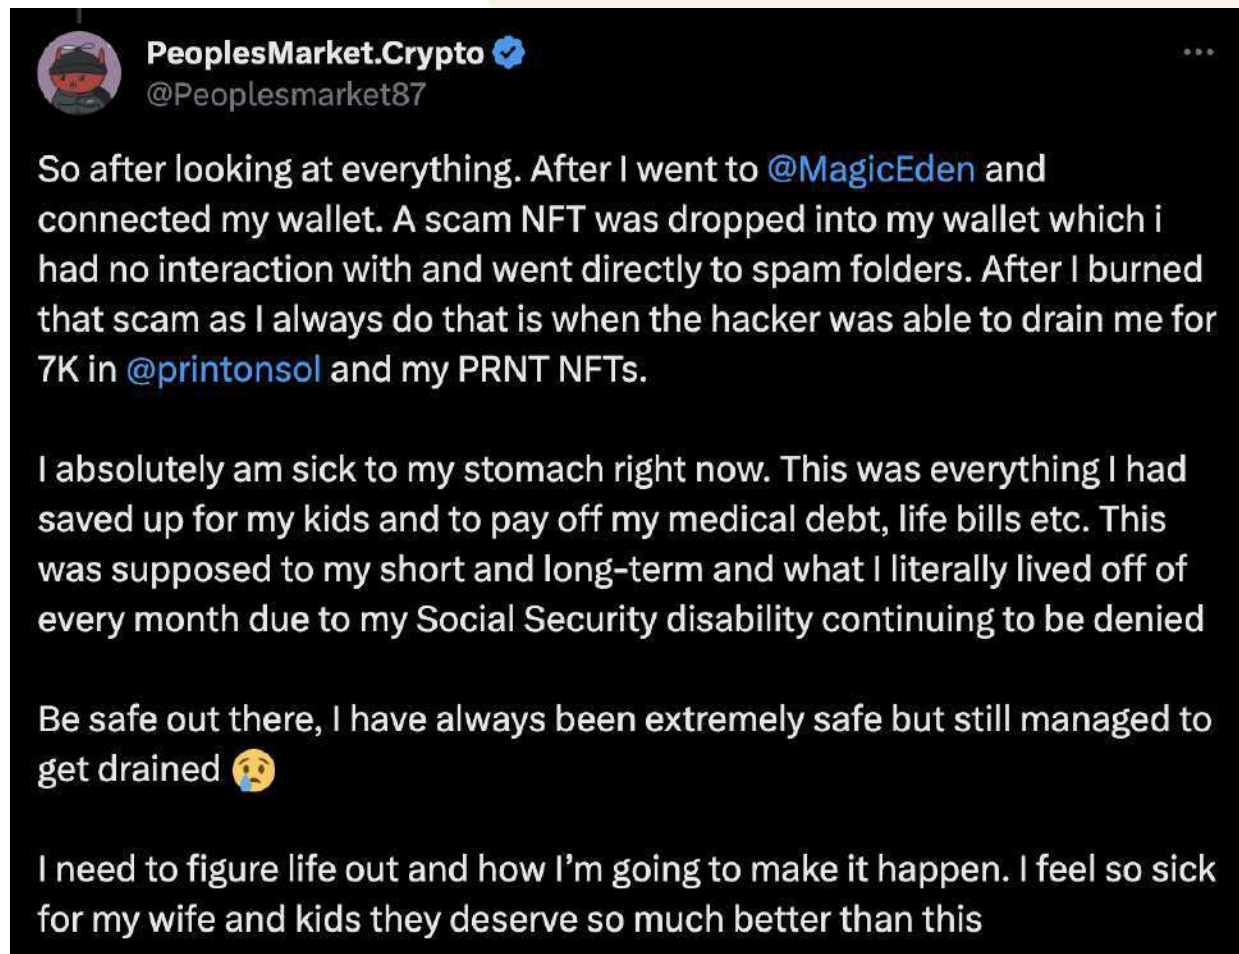 PeoplesMarket.Crypto
@Peoplesmarket87
So after looking at everything. After I went to @MagicEden and
connected my wallet. A scam NFT was dropped into my wallet which i
had no interaction with and went directly to spam folders. After I burned
that scam as I always do that is when the hacker was able to drain me for
7K in @printonsol and my PRNT NFTs.
I absolutely am sick to my stomach right now. This was everything I had
saved up for my kids and to pay off my medical debt, life bills etc. This
was supposed to my short and long-term and what I literally lived off of
every month due to my Social Security disability continuing to be denied
Be safe out there, I have always been extremely safe but still managed to
get drained 😢
I need to figure life out and how I’m going to make it happen. I feel so sick
for my wife and kids they deserve so much better than this